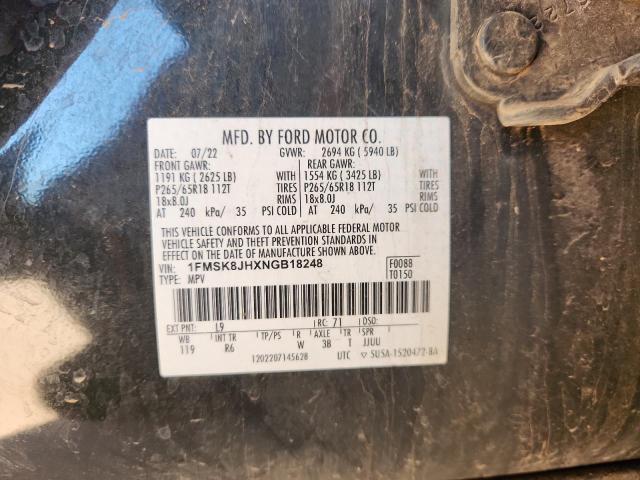 MFD. BY FORD MOTOR CO.
DATE: 07/22 GVWR: 2694 KG ( 5940 LB)
FRONT GAWR: REAR GAWR:
1191 KG ( 2625 LB) WITH 1554 KG ( 3425 LB) WITH
P265/65R18 112T TIRES P265/65R18 112T TIRES
18x8.0J RIMS 18x8.0J RIMS
AT 240 kPa/ 35 PSI COLD AT 240 kPa/ 35 PSI COLD
THIS VEHICLE CONFORMS TO ALL APPLICABLE FEDERAL MOTOR
VEHICLE SAFETY AND THEFT PREVENTION STANDARDS IN
EFFECT ON THE DATE OF MANUFACTURE SHOWN ABOVE.
VIN: 1FMSK8JHXNGB18248 F0088
TYPE: MPV T0150
EXT PNT: L9 RC: 71 DSO:
WB INT TR TP/PS R AXLE TR SPR
119 R6 W 3B T JJUU
1202207145628 UTC ▽ 5USA-1520472-BA